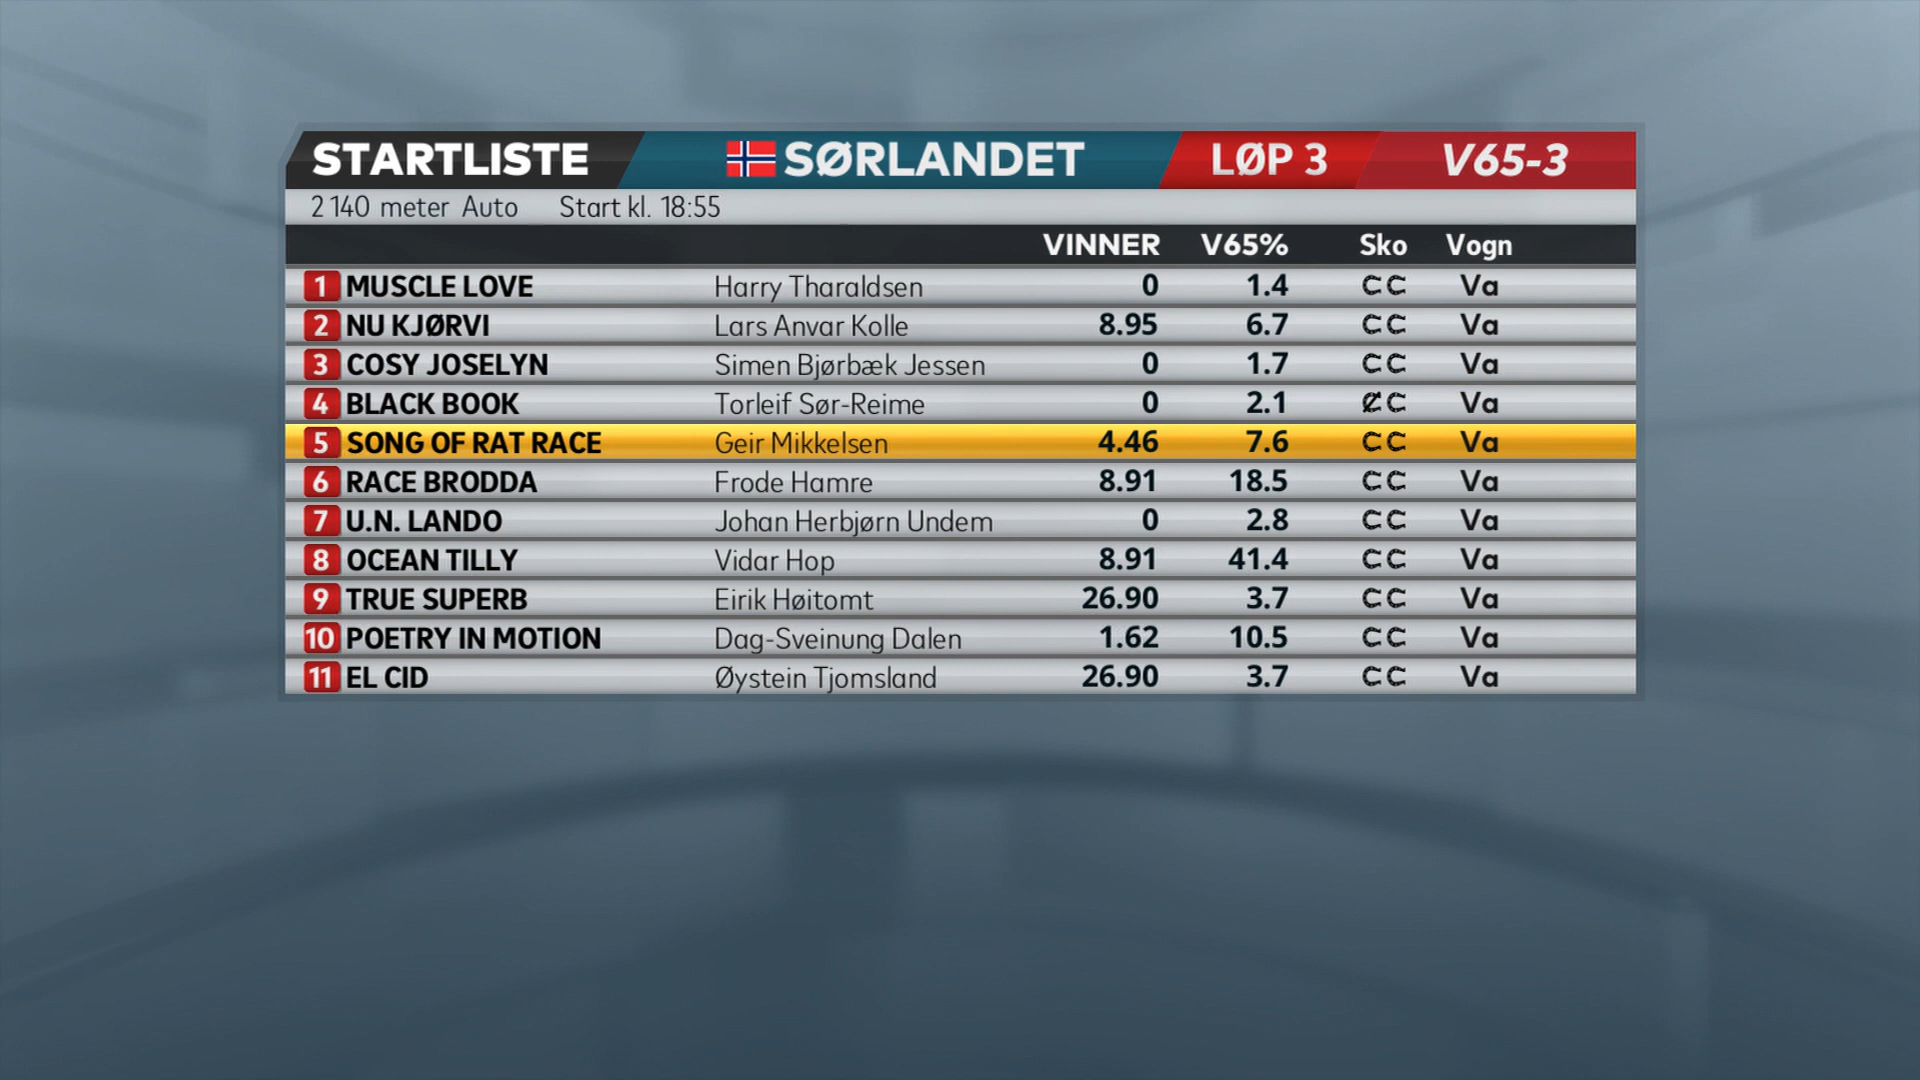 STARTLISTE SØRLANDET LØP 3 V65-3
2 140 meter Auto Start kl. 18:55
VINNER V65% Sko Vogn
1 MUSCLE LOVE Harry Tharaldsen 0 1.4 C C Va
2 NU KJØRVI Lars Anvar Kolle 8.95 6.7 C C Va
3 COSY JOSELYN Simen Bjørbæk Jessen 0 1.7 C C Va
4 BLACK BOOK Torleif Sør-Reime 0 2.1 C C Va
5 SONG OF RAT RACE Geir Mikkelsen 4.46 7.6 C C Va
6 RACE BRODDA Frode Hamre 8.91 18.5 C C Va
7 U.N. LANDO Johan Herbjørn Undem 0 2.8 C C Va
8 OCEAN TILLY Vidar Hop 8.91 41.4 C C Va
9 TRUE SUPERB Eirik Høitomt 26.90 3.7 C C Va
10 POETRY IN MOTION Dag-Sveinung Dalen 1.62 10.5 C C Va
11 EL CID Øystein Tjomsland 26.90 3.7 C C Va